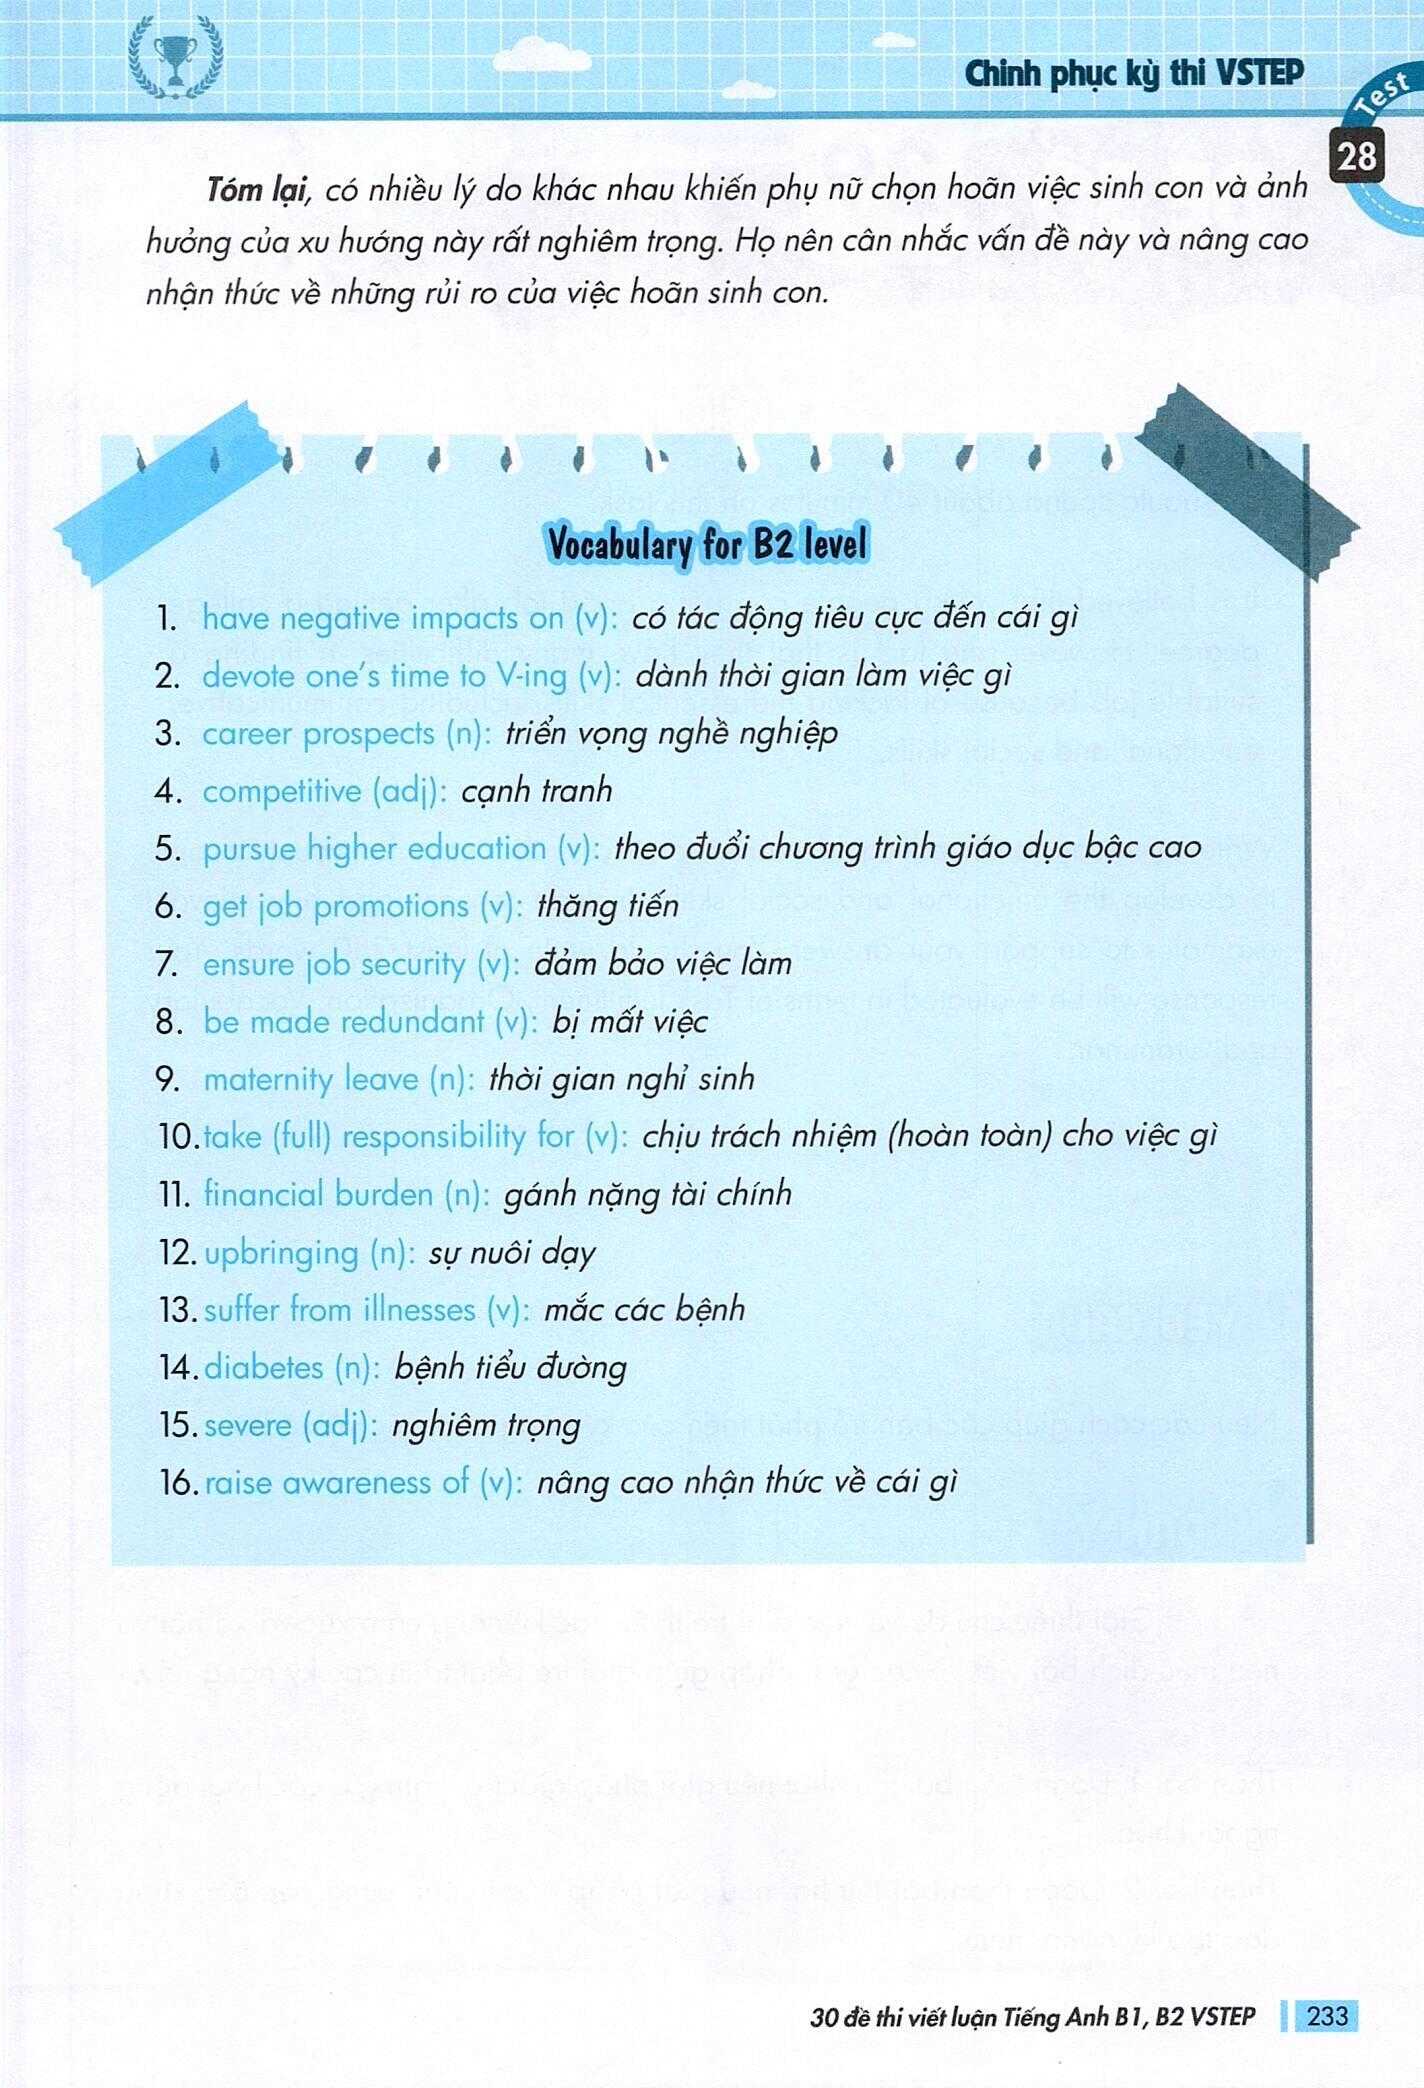 Chinh phục kỳ thi VSTEP
Test
28
Tóm lại, có nhiều lý do khác nhau khiến phụ nữ chọn hoãn việc sinh con và ảnh
hưởng của xu hướng này rất nghiêm trọng. Họ nên cân nhắc vấn đề này và nâng cao
nhận thức về những rủi ro của việc hoãn sinh con.
Vocabulary for B2 level
1. have negative impacts on (v): có tác động tiêu cực đến cái gì
2. devote one's time to V-ing (v): dành thời gian làm việc gì
3. career prospects (n): triển vọng nghề nghiệp
4. competitive (adj): cạnh tranh
5. pursue higher education (v): theo đuổi chương trình giáo dục bậc cao
6. get job promotions (v): thăng tiến
7. ensure job security (v): đảm bảo việc làm
8. be made redundant (v): bị mất việc
9. maternity leave (n): thời gian nghỉ sinh
10. take (full) responsibility for (v): chịu trách nhiệm (hoàn toàn) cho việc gì
11. financial burden (n): gánh nặng tài chính
12. upbringing (n): sự nuôi dạy
13. suffer from illnesses (v): mắc các bệnh
14. diabetes (n): bệnh tiểu đường
15. severe (adj): nghiêm trọng
16. raise awareness of (v): nâng cao nhận thức về cái gì
30 đề thi viết luận Tiếng Anh B1, B2 VSTEP 233